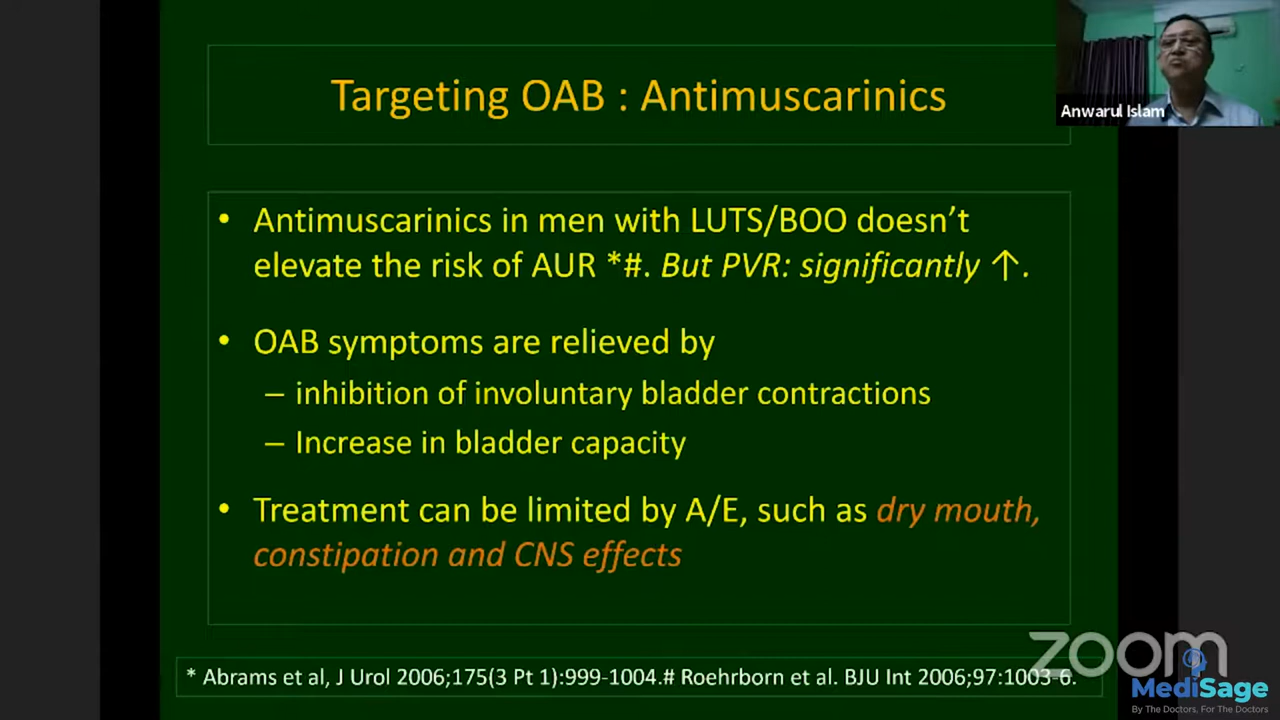 Targeting OAB : Antimuscarinics
Anwarul Islam
• Antimuscarinics in men with LUTS/BOO doesn’t
elevate the risk of AUR *#. But PVR: significantly ↑.
• OAB symptoms are relieved by
– inhibition of involuntary bladder contractions
– Increase in bladder capacity
• Treatment can be limited by A/E, such as dry mouth,
constipation and CNS effects
* Abrams et al, J Urol 2006;175(3 Pt 1):999-1004.# Roehrborn et al. BJU Int 2006;97:1003-6.
zoom
MediSage
By The Doctors, For The Doctors